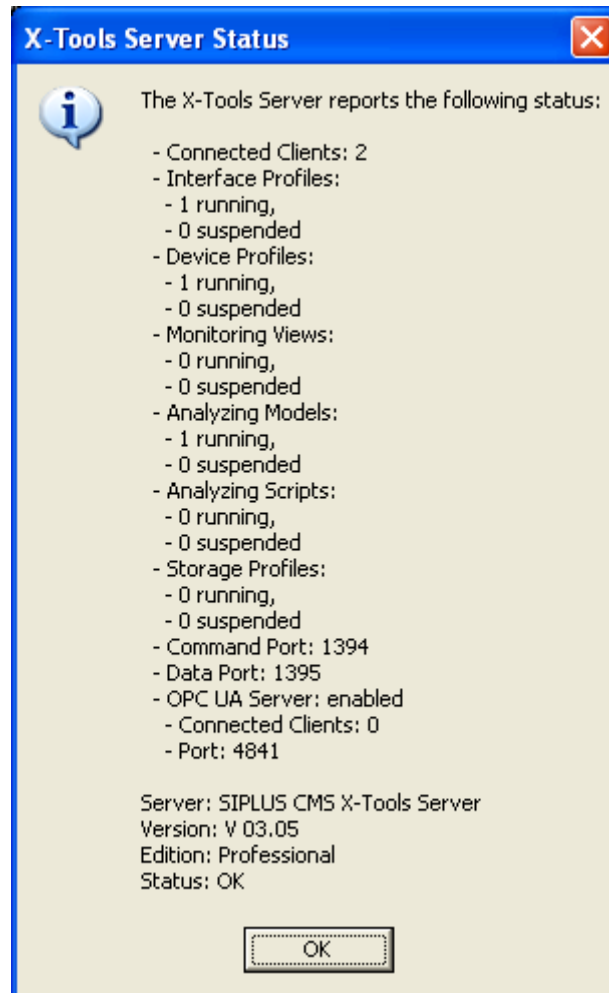 X-Tools Server Status
The X-Tools Server reports the following status:
- Connected Clients: 2
- Interface Profiles:
- 1 running,
- 0 suspended
- Device Profiles:
- 1 running,
- 0 suspended
- Monitoring Views:
- 0 running,
- 0 suspended
- Analyzing Models:
- 1 running,
- 0 suspended
- Analyzing Scripts:
- 0 running,
- 0 suspended
- Storage Profiles:
- 0 running,
- 0 suspended
- Command Port: 1394
- Data Port: 1395
- OPC UA Server: enabled
- Connected Clients: 0
- Port: 4841
Server: SIPLUS CMS X-Tools Server
Version: V 03.05
Edition: Professional
Status: OK
OK